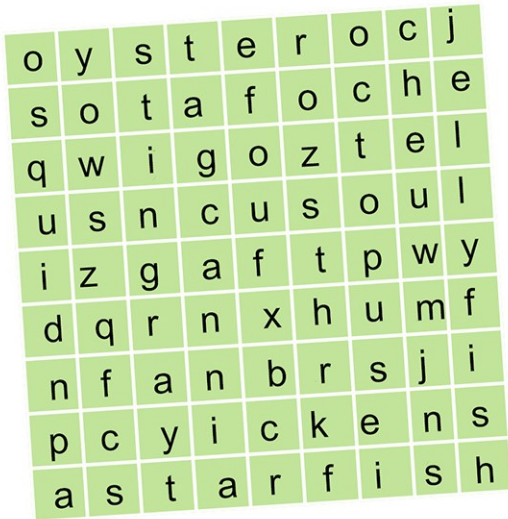 o y s t e r o c j
s o t a f o c h e
q w i g o z t e l
u s n c u s o u l
i z g a f t p w y
d q r n x h u m f
n f a n b r s j i
p c y i c k e n s
a s t a r f i s h